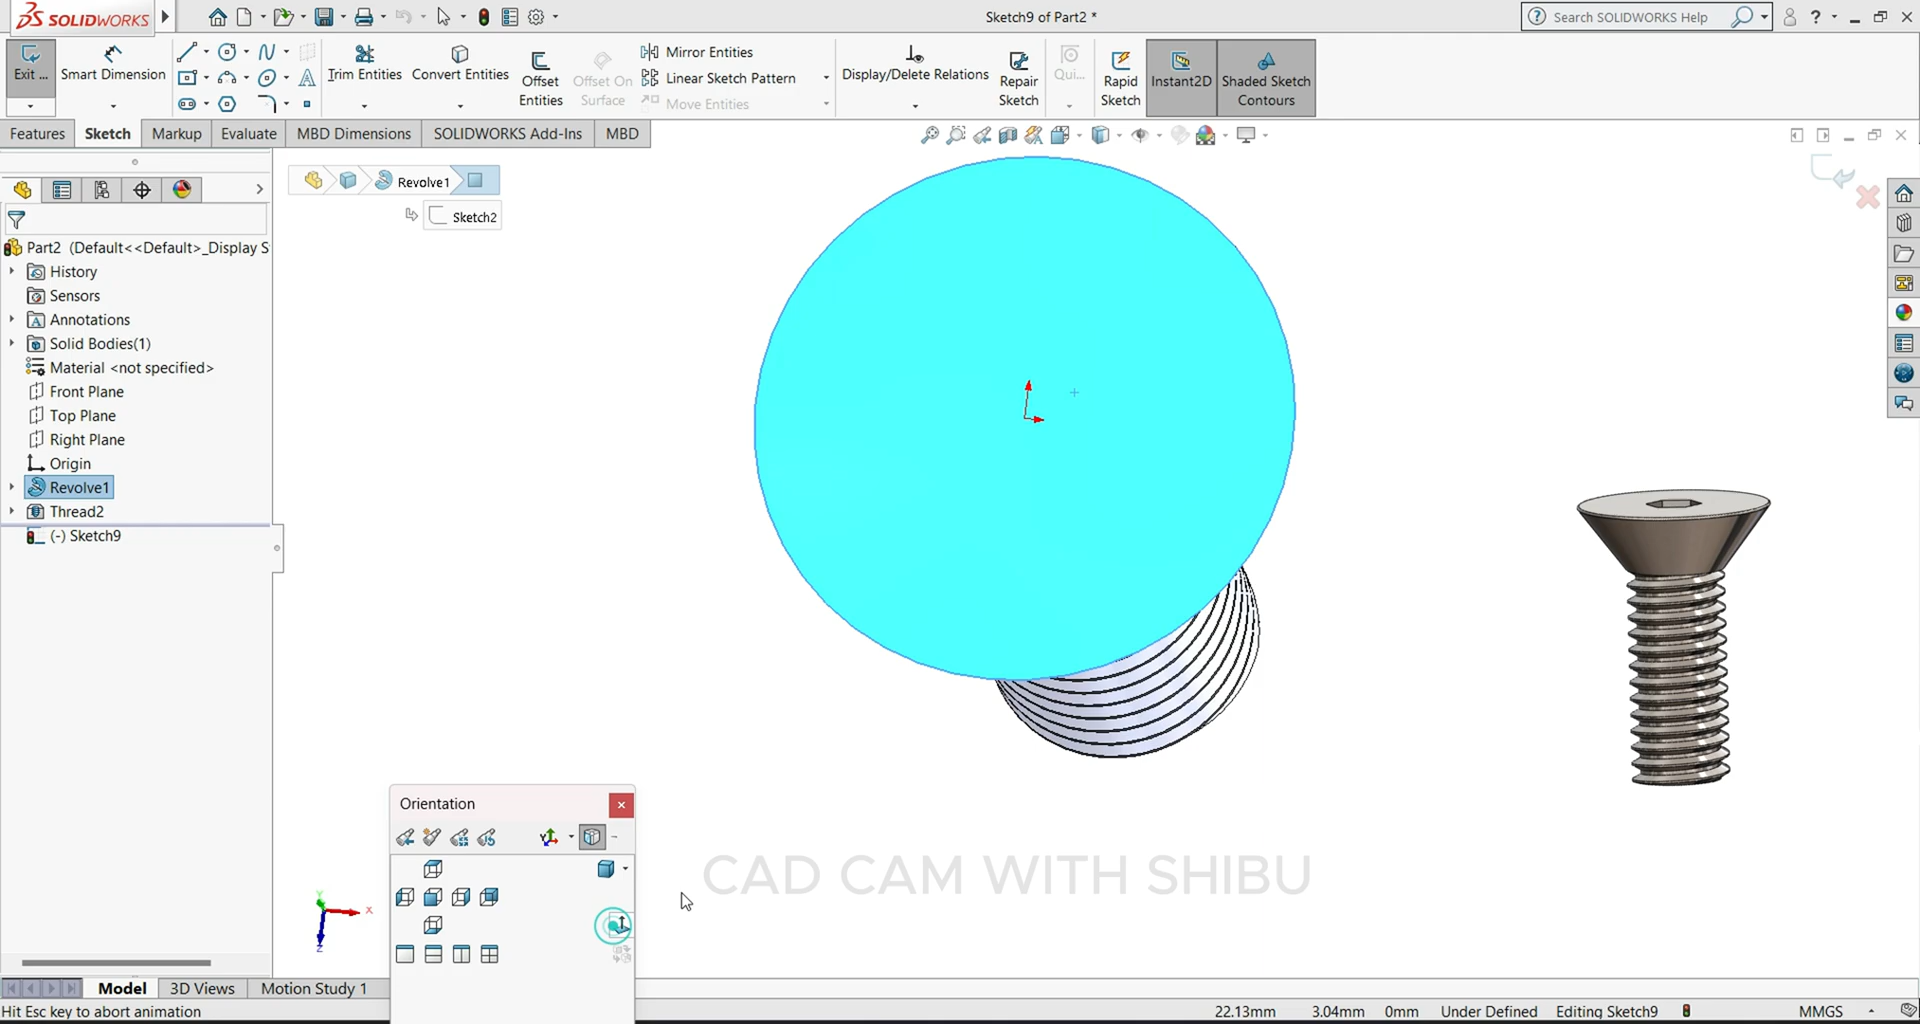 SOLIDWORKS
Sketch9 of Part2 *
Search SOLIDWORKS Help
Exit ...
Smart Dimension
Trim Entities
Convert Entities
Offset Entities
Offset On Surface
Mirror Entities
Linear Sketch Pattern
Move Entities
Display/Delete Relations
Repair Sketch
Qui...
Rapid Sketch
Instant2D
Shaded Sketch Contours
Features
Sketch
Markup
Evaluate
MBD Dimensions
SOLIDWORKS Add-Ins
MBD
Revolve1
Sketch2
Part2 (Default<<Default>_Display S
History
Sensors
Annotations
Solid Bodies(1)
Material <not specified>
Front Plane
Top Plane
Right Plane
Origin
Revolve1
Thread2
(-) Sketch9
Orientation
CAD CAM WITH SHIBU
Y
X
Z
Model
3D Views
Motion Study 1
Hit Esc key to abort animation
22.13mm
3.04mm
0mm
Under Defined
Editing Sketch9
MMGS